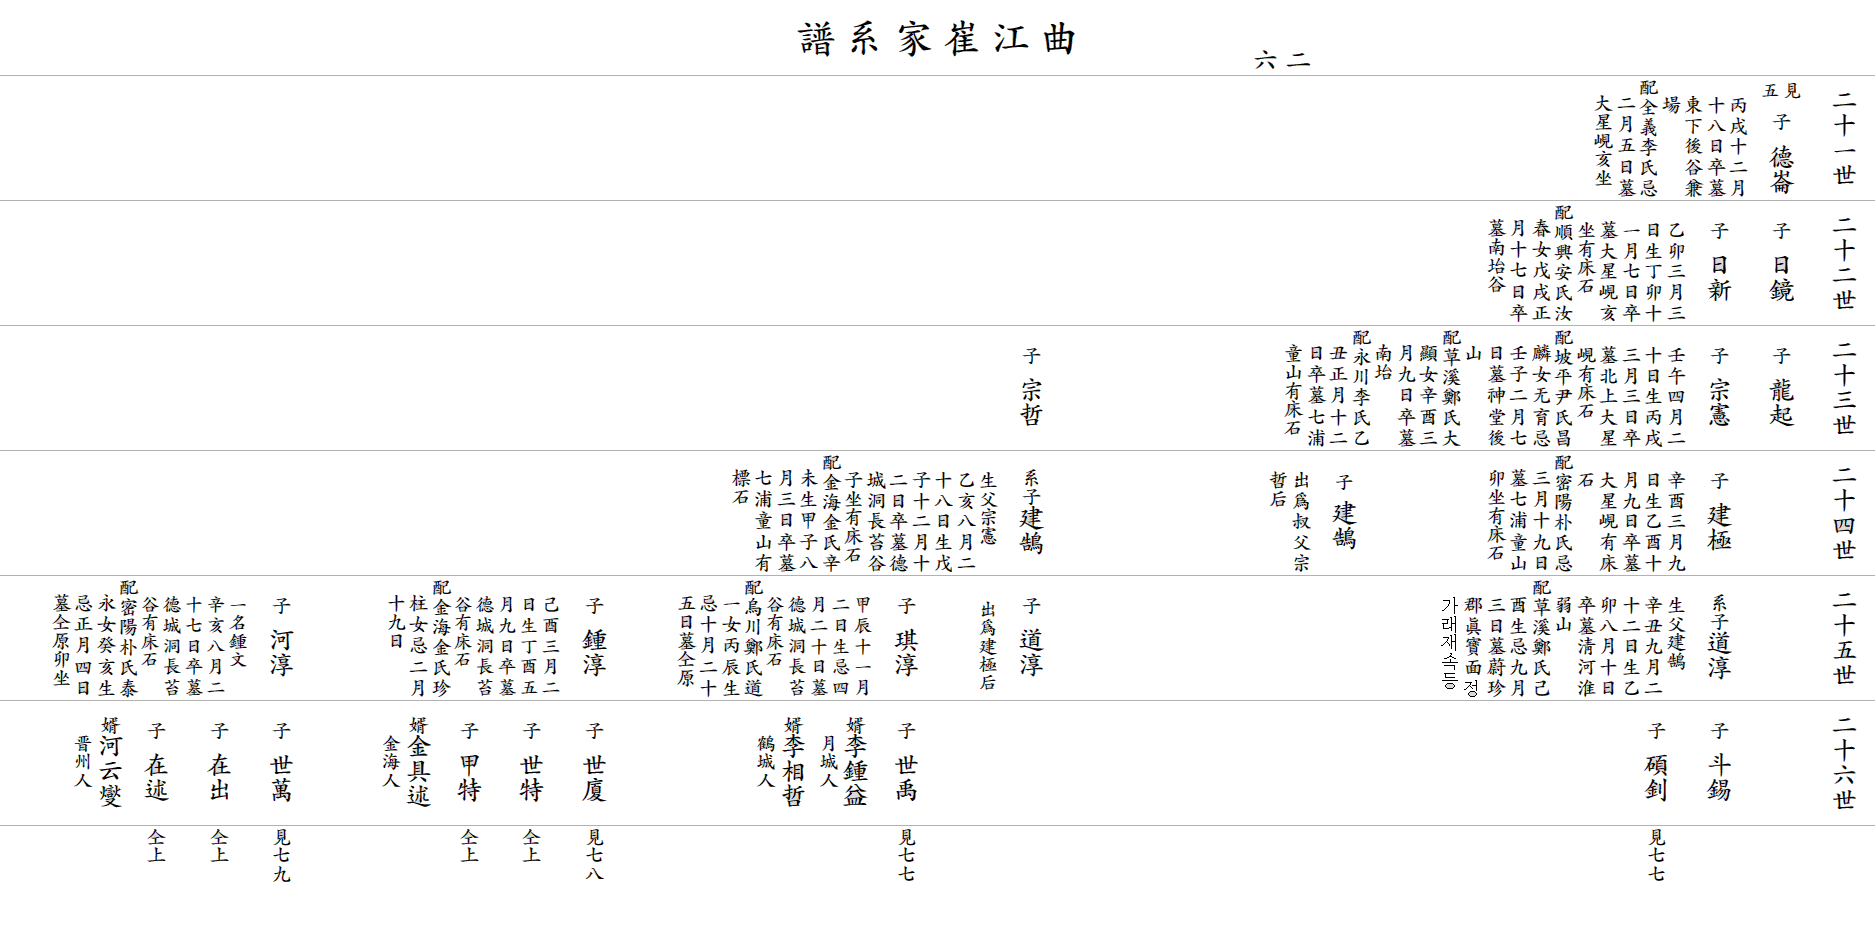 曲江崔家系譜
二六
二十一世
見五
子 德崙
丙戌十二月
十八日卒墓
東下後谷兼
場
配全義李氏忌
二月五日墓
大星峴亥坐
二十二世
子 日鏡
子 日新
乙卯三月三
日生丁卯十
一月七日卒
墓大星峴亥
坐有床石
配順興安氏汝
春女戊戌正
月十七日卒
墓南坮谷
二十三世
子 龍起
子 宗憲
壬午四月二
十日生丙戌
三月三日卒
墓北上大星
峴有床石
配坡平尹氏昌
麟女无育忌
壬子二月七
日墓神堂後
山
配草溪鄭氏大
顯女辛酉三
月九日卒墓
南坮
配永川李氏乙
丑正月十二
日卒墓七浦
童山有床石
子 宗哲
二十四世
子 建極
辛酉三月九
日生乙酉十
月九日卒墓
大星峴有床
石
配密陽朴氏忌
三月十九日
墓七浦童山
卯坐有床石
子 建鵠
出爲叔父宗
哲后
系子 建鵠
生父宗憲
乙亥八月二
十八日生戊
子十二月十
二日卒墓德
城洞長苔谷
子坐有床石
配金海金氏辛
未生甲子八
月三日卒墓
七浦童山有
標石
二十五世
系子 道淳
生父建鵠
辛丑九月二
十二日生乙
卯八月十日
卒墓清河淮
弱山
配草溪鄭氏己
酉生忌九月
三日墓蔚珍
郡眞寶面정
가래재속등
子 道淳
出爲建極后
子 琪淳
甲辰十一月
二日生忌四
月二十日墓
德城洞長苔
谷有床石
配烏川鄭氏道
一女丙辰生
忌十月二十
五日墓仝原
子 鍾淳
己酉三月二
日生丁酉五
月九日卒墓
德城洞長苔
谷有床石
配金海金氏珍
柱女忌二月
十九日
子 河淳
一名鍾文
辛亥八月二
十七日卒墓
德城洞長苔
谷有床石
配密陽朴氏泰
永女癸亥生
忌正月四日
墓仝原卯坐
二十六世
子 斗錫
子 碩釗
見七七
子 世禹
見七七
婿 李鍾益
月城人
婿 李相哲
鶴城人
子 世廈
見七八
子 世特
仝上
子 甲特
仝上
婿 金具述
金海人
子 世萬
見七九
子 在出
仝上
子 在述
仝上
婿 河云燮
晋州人